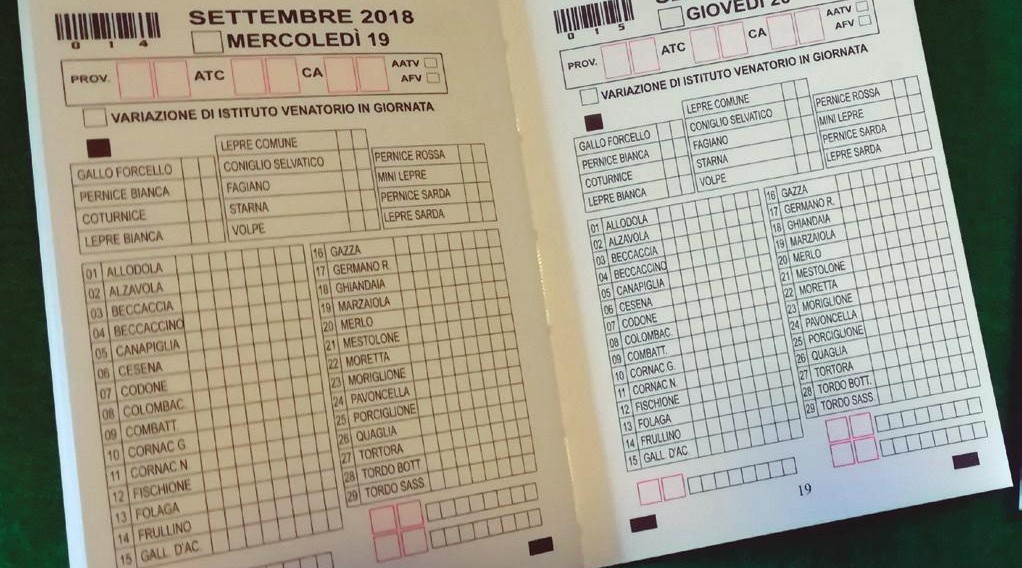 014
SETTEMBRE 2018
MERCOLEDÌ 19
PROV. ATC CA AATV
AFV
VARIAZIONE DI ISTITUTO VENATORIO IN GIORNATA
GALLO FORCELLO
PERNICE BIANCA
COTURNICE
LEPRE BIANCA
LEPRE COMUNE
CONIGLIO SELVATICO
FAGIANO
STARNA
VOLPE
PERNICE ROSSA
MINI LEPRE
PERNICE SARDA
LEPRE SARDA
01 ALLODOLA
02 ALZAVOLA
03 BECCACCIA
04 BECCACCINO
05 CANAPIGLIA
06 CESENA
07 CODONE
08 COLOMBAC
09 COMBATT
10 CORNAC G
11 CORNAC N
12 FISCHIONE
13 FOLAGA
14 FRULLINO
15 GALL D'AC.
16 GAZZA
17 GERMANO R.
18 GHIANDAIA
19 MARZAIOLA
20 MERLO
21 MESTOLONE
22 MORETTA
23 MORIGLIONE
24 PAVONCELLA
25 PORCIGLIONE
26 QUAGLIA
27 TORTORA
28 TORDO BOTT
29 TORDO SASS
015
GIOVEDÌ 20
PROV. ATC CA AATV
AFV
VARIAZIONE DI ISTITUTO VENATORIO IN GIORNATA
GALLO FORCELLO
PERNICE BIANCA
COTURNICE
LEPRE BIANCA
LEPRE COMUNE
CONIGLIO SELVATICO
FAGIANO
STARNA
VOLPE
PERNICE ROSSA
MINI LEPRE
PERNICE SARDA
LEPRE SARDA
01 ALLODOLA
02 ALZAVOLA
03 BECCACCIA
04 BECCACCINO
05 CANAPIGLIA
06 CESENA
07 CODONE
08 COLOMBAC
09 COMBATT.
10 CORNAC G.
11 CORNAC N.
12 FISCHIONE
13 FOLAGA
14 FRULLINO
15 GALL D'AC
16 GAZZA
17 GERMANO R.
18 GHIANDAIA
19 MARZAIOLA
20 MERLO
21 MESTOLONE
22 MORETTA
23 MORIGLIONE
24 PAVONCELLA
25 PORCIGLIONE
26 QUAGLIA
27 TORTORA
28 TORDO BOTT.
29 TORDO SASS.
19